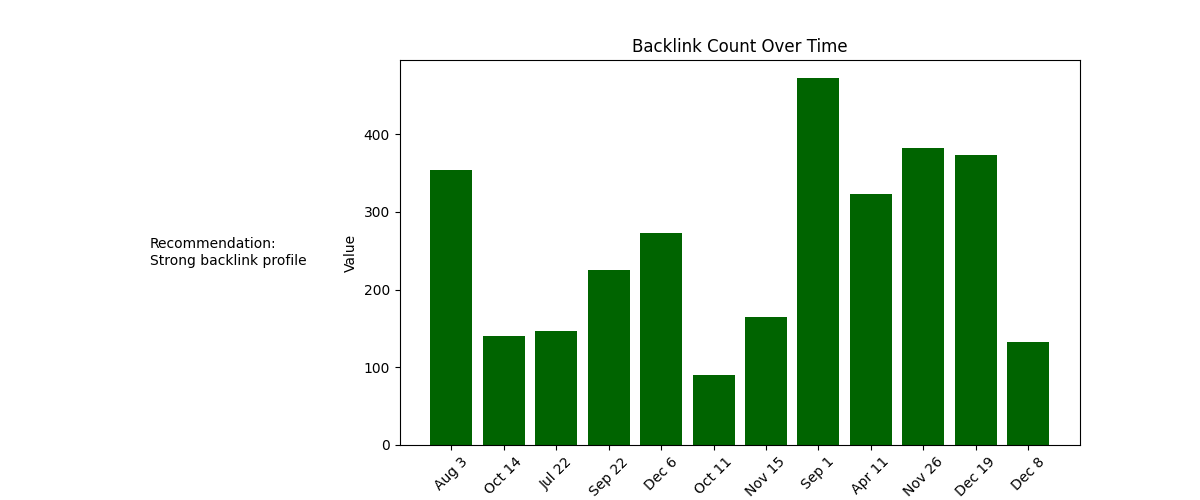 Backlink Count Over Time
Recommendation:
Strong backlink profile
Value
400
300
200
100
0
Aug 3
Oct 14
Jul 22
Sep 22
Dec 6
Oct 11
Nov 15
Sep 1
Apr 11
Nov 26
Dec 19
Dec 8